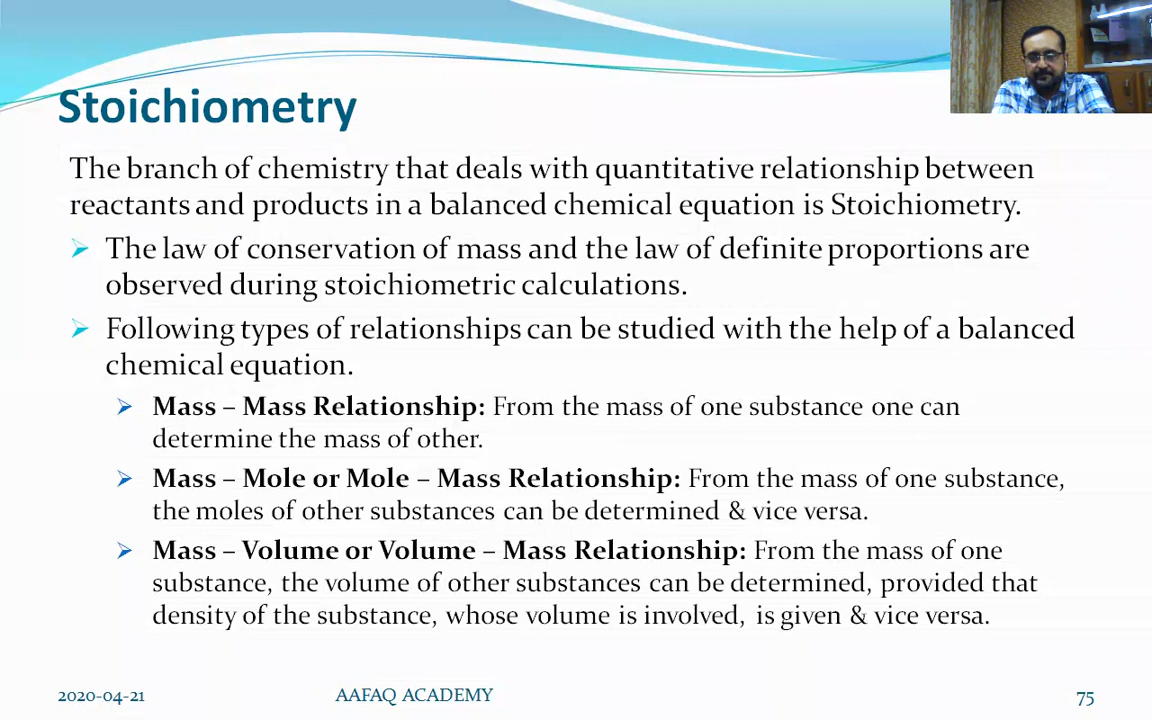 Stoichiometry
The branch of chemistry that deals with quantitative relationship between
reactants and products in a balanced chemical equation is Stoichiometry.
The law of conservation of mass and the law of definite proportions are
observed during stoichiometric calculations.
Following types of relationships can be studied with the help of a balanced
chemical equation.
Mass – Mass Relationship: From the mass of one substance one can
determine the mass of other.
Mass – Mole or Mole – Mass Relationship: From the mass of one substance,
the moles of other substances can be determined & vice versa.
Mass – Volume or Volume – Mass Relationship: From the mass of one
substance, the volume of other substances can be determined, provided that
density of the substance, whose volume is involved, is given & vice versa.
2020-04-21
AAFAQ ACADEMY
75